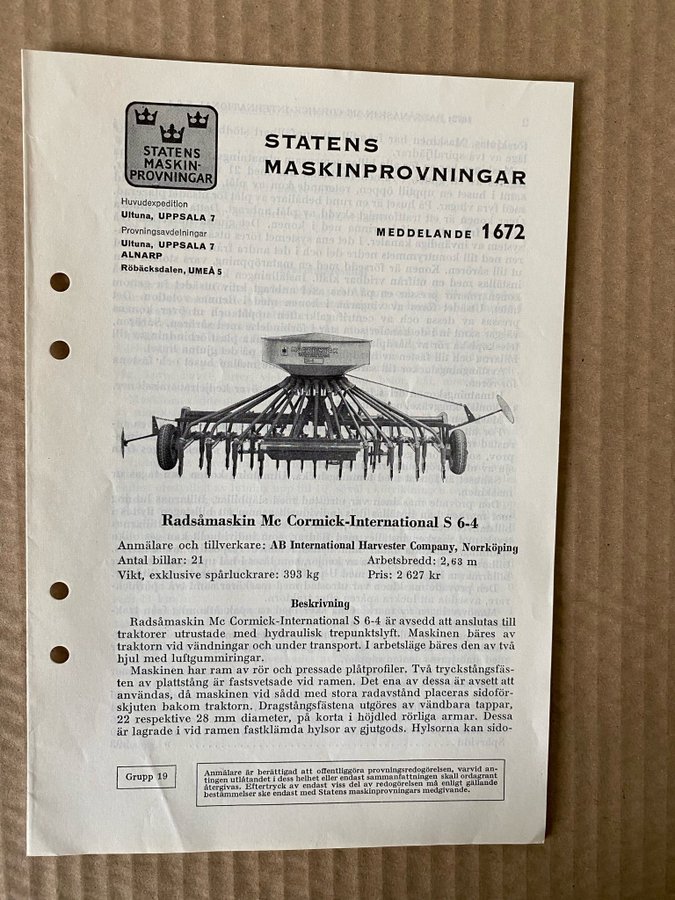 STATENS
MASKIN-
PROVNINGAR
STATENS
MASKINPROVNINGAR
Huvudexpedition
Ultuna, UPPSALA 7
Provningsavdelningar
Ultuna, UPPSALA 7
ALNARP
Röbäcksdalen, UMEÅ 5
MEDDELANDE 1672
Radsåmaskin Mc Cormick-International S 6-4
Anmälare och tillverkare: AB International Harvester Company, Norrköping
Antal billar: 21 Arbetsbredd: 2,63 m
Vikt, exklusive spårluckrare: 393 kg Pris: 2 627 kr
Beskrivning
Radsåmaskin Mc Cormick-International S 6-4 är avsedd att anslutas till
traktorer utrustade med hydraulisk trepunktslyft. Maskinen bäres av
traktorn vid vändningar och under transport. I arbetsläge bäres den av två
hjul med luftgummiringar.
Maskinen har ram av rör och pressade plåtprofiler. Två tryckstångsfäs-
ten av plattstång är fastsvetsade vid ramen. Det ena av dessa är avsett att
användas, då maskinen vid sådd med stora radavstånd placeras sidoför-
skjuten bakom traktorn. Dragstångsfästena utgöres av vändbara tappar,
22 respektive 28 mm diameter, på korta i höjdled rörliga armar. Dessa
är lagrade i vid ramen fastklämda hylsor av gjutgods. Hylsorna kan sido-
Grupp 19
Anmälare är berättigad att offentliggöra provningsredogörelsen, varvid an-
tingen utlåtandet i dess helhet eller endast sammanfattningen skall ordagrant
återgivas. Eftertryck av endast viss del av redogörelsen må enligt gällande
bestämmelser ske endast med Statens maskinprovningars medgivande.